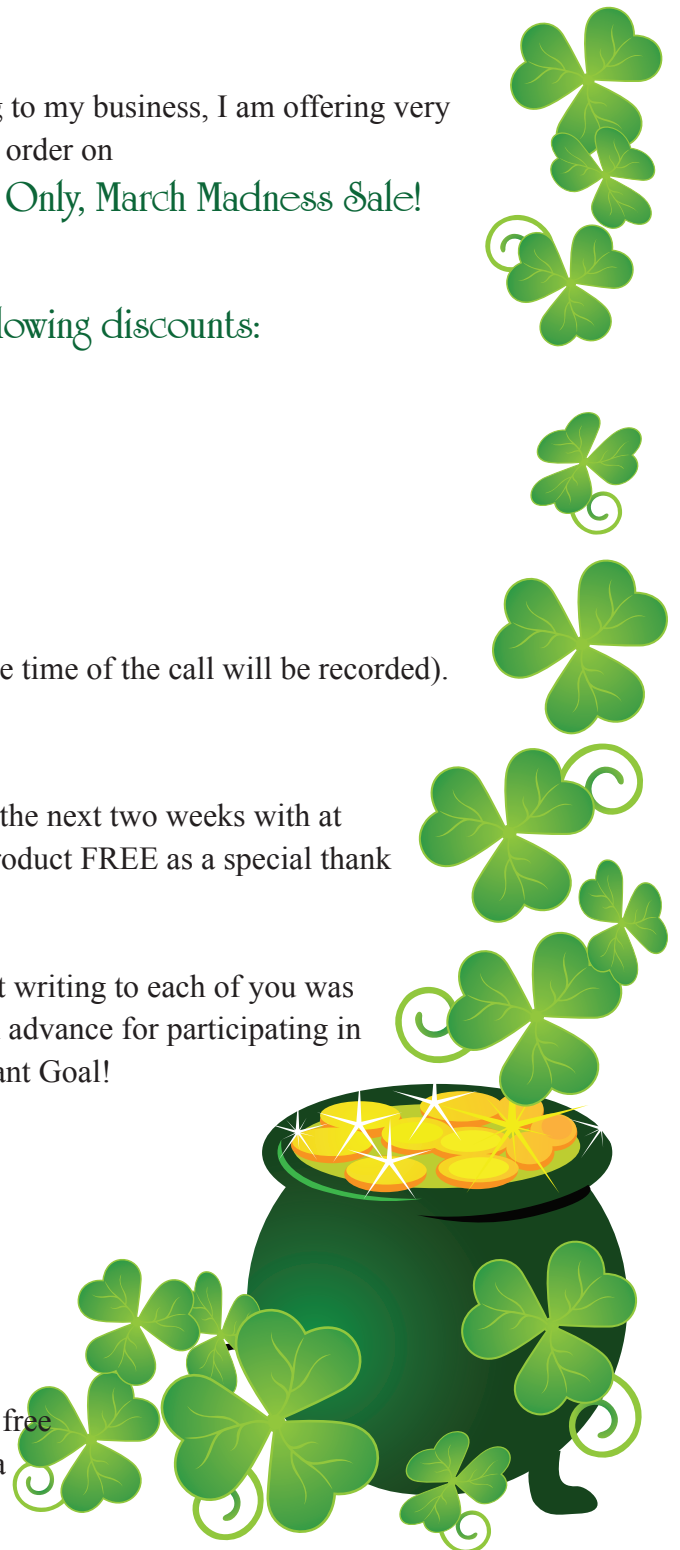 to my business, I am offering very
order on
Only, March Madness Sale!
lowing discounts:
e time of the call will be recorded).
the next two weeks with at
roduct FREE as a special thank
t writing to each of you was
advance for participating in
ant Goal!
free
a